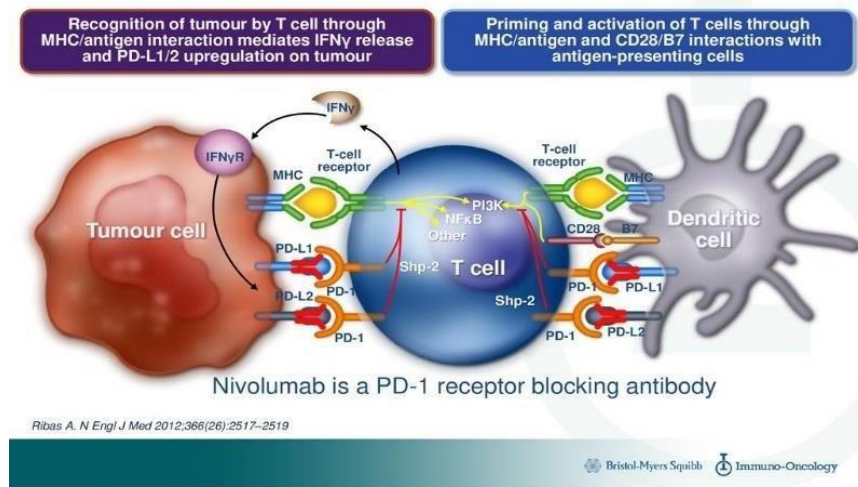 Recognition of tumour by T cell through
MHC/antigen interaction mediates IFNγ release
and PD-L1/2 upregulation on tumour
Priming and activation of T cells through
MHC/antigen and CD28/B7 interactions with
antigen-presenting cells
IFNγ
IFNγR
MHC
T-cell
receptor
T-cell
receptor
MHC
PI3K
NFκB
Other
CD28
B7
Tumour cell
T cell
Dendritic
cell
PD-L1
PD-1
Shp-2
PD-L2
PD-1
Shp-2
PD-1
PD-L1
PD-1
PD-L2
Nivolumab is a PD-1 receptor blocking antibody
Ribas A. N Engl J Med 2012;366(26):2517–2519
Bristol-Myers Squibb
Immuno-Oncology